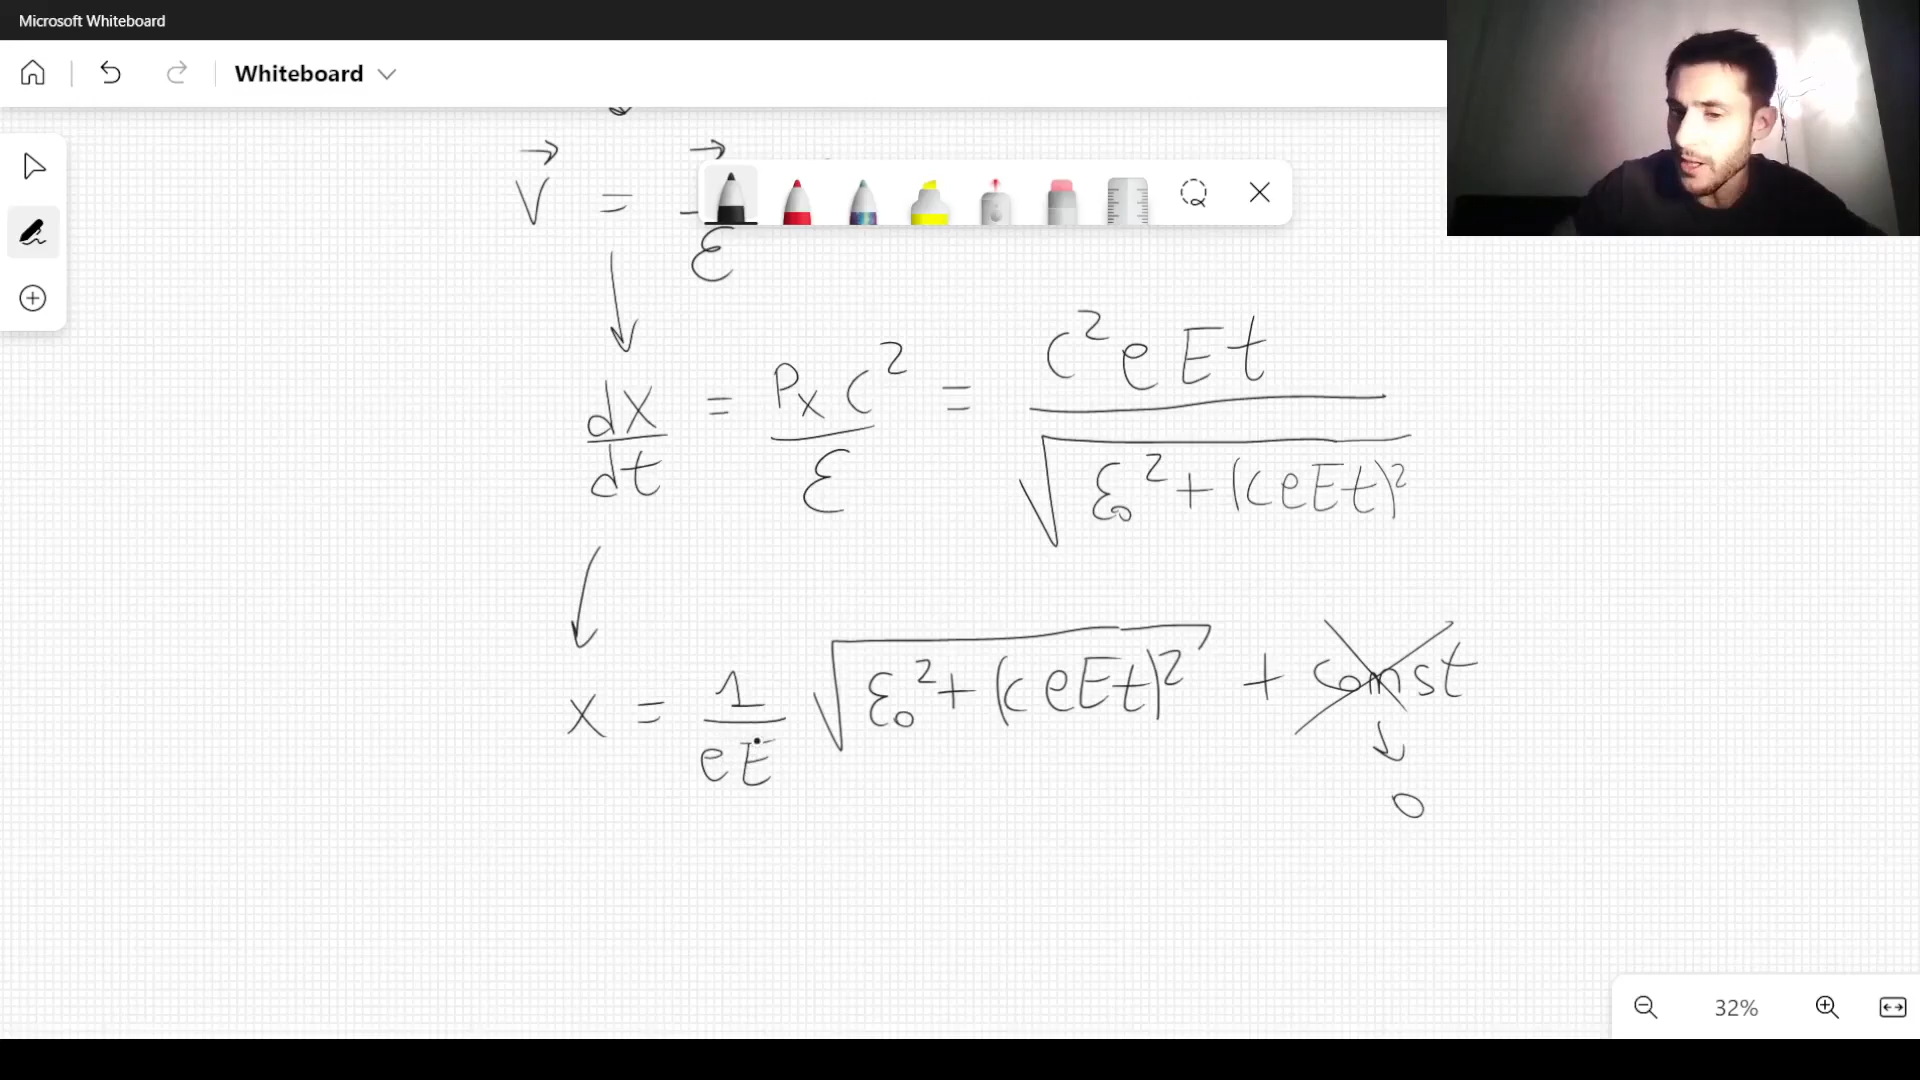 Microsoft Whiteboard
Whiteboard
v⃗ = → / ℰ
dx/dt = Pₓc²/ℰ = c²eEt / √(ℰ₀² + (ceEt)²)
x = 1/eE √(ℰ₀² + (ceEt)²) + const
0
32%